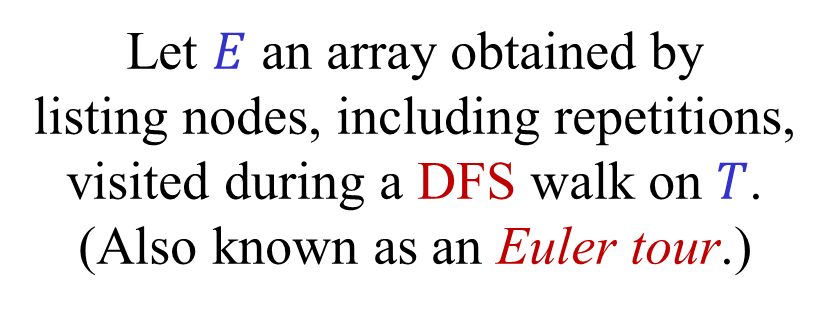 Let E an array obtained by
listing nodes, including repetitions,
visited during a DFS walk on T.
(Also known as an Euler tour.)